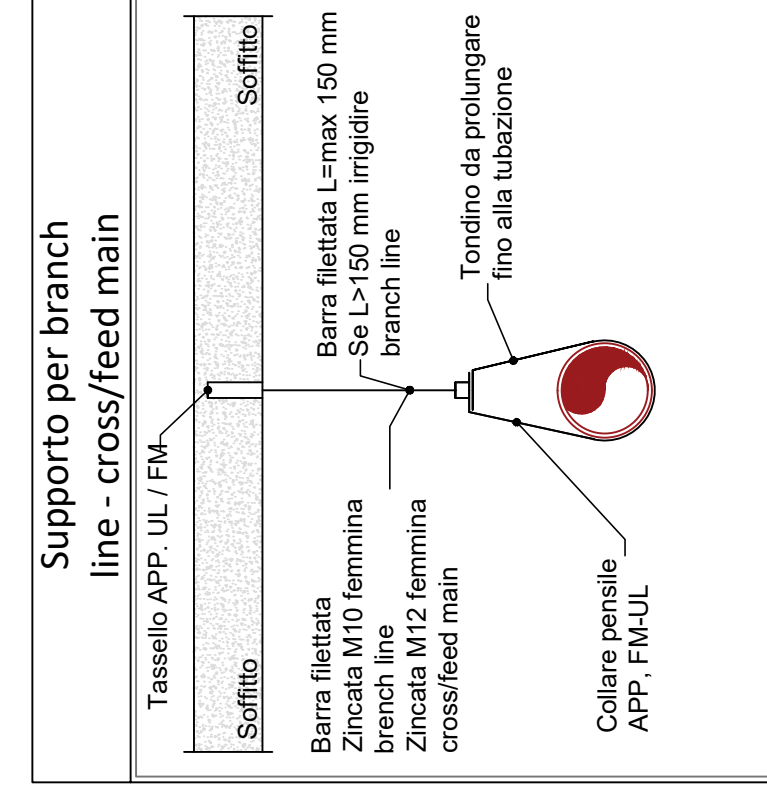 Supporto per branch
line - cross/feed main
Tassello APP. UL / FM
Soffitto
Soffitto
Barra filettata L=max 150 mm
Se L>150 mm irrigidire
branch line
Barra filettata
Zincata M10 femmina
brench line
Zincata M12 femmina
cross/feed main
Tondino da prolungare
fino alla tubazione
Collare pensile
APP, FM-UL